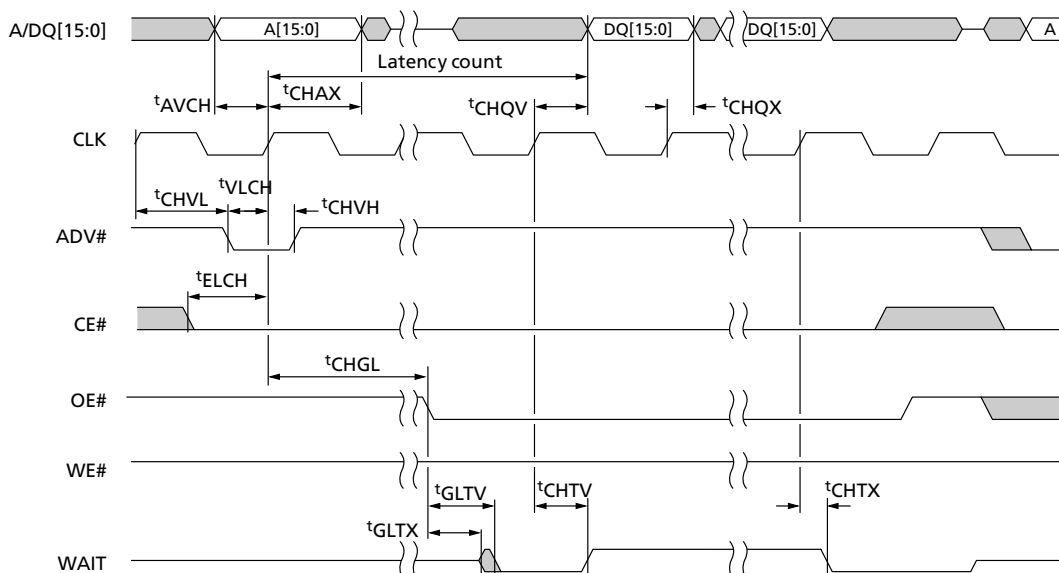 A/DQ[15:0] A[15:0] DQ[15:0] DQ[15:0] A
Latency count
tAVCH tCHAX tCHQV tCHQX
CLK
tCHVL tVLCH tCHVH
ADV#
tELCH
CE#
tCHGL
OE#
WE#
tGLTV tCHTV tCHTX
tGLTX
WAIT